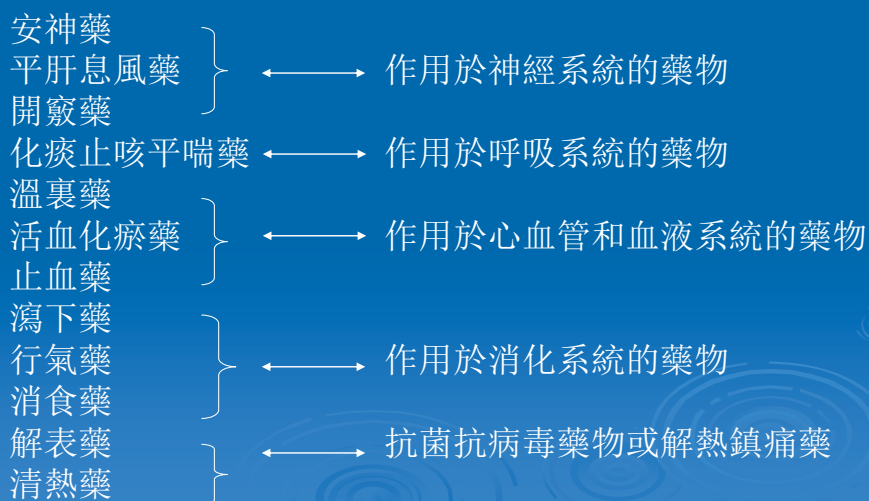 安神藥
平肝息風藥 作用於神經系統的藥物
開竅藥
化痰止咳平喘藥 作用於呼吸系統的藥物
溫裏藥
活血化瘀藥 作用於心血管和血液系統的藥物
止血藥
瀉下藥
行氣藥 作用於消化系統的藥物
消食藥
解表藥 抗菌抗病毒藥物或解熱鎮痛藥
清熱藥